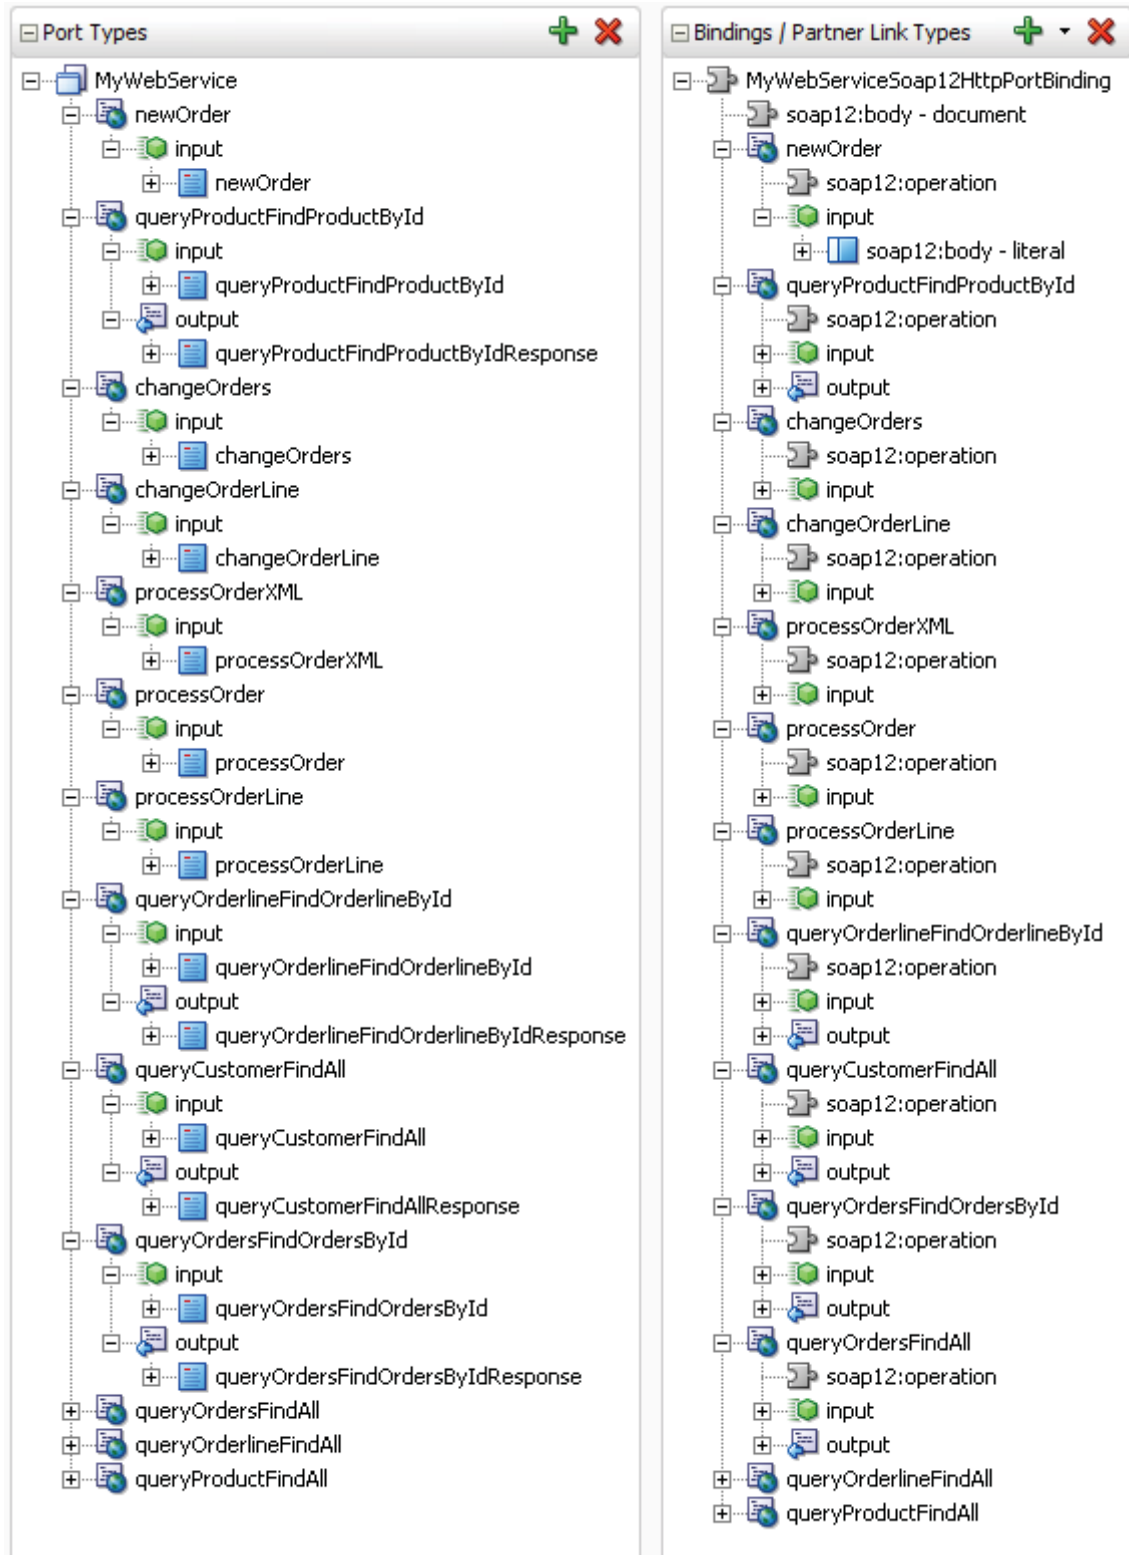 Port Types
MyWebService
newOrder
input
newOrder
queryProductFindProductById
input
queryProductFindProductById
output
queryProductFindProductByIdResponse
changeOrders
input
changeOrders
changeOrderLine
input
changeOrderLine
processOrderXML
input
processOrderXML
processOrder
input
processOrder
processOrderLine
input
processOrderLine
queryOrderlineFindOrderlineById
input
queryOrderlineFindOrderlineById
output
queryOrderlineFindOrderlineByIdResponse
queryCustomerFindAll
input
queryCustomerFindAll
output
queryCustomerFindAllResponse
queryOrdersFindOrdersById
input
queryOrdersFindOrdersById
output
queryOrdersFindOrdersByIdResponse
queryOrdersFindAll
queryOrderlineFindAll
queryProductFindAll
Bindings / Partner Link Types
MyWebServiceSoap12HttpPortBinding
soap12:body - document
newOrder
soap12:operation
input
soap12:body - literal
queryProductFindProductById
soap12:operation
input
output
changeOrders
soap12:operation
input
changeOrderLine
soap12:operation
input
processOrderXML
soap12:operation
input
processOrder
soap12:operation
input
processOrderLine
soap12:operation
input
queryOrderlineFindOrderlineById
soap12:operation
input
output
queryCustomerFindAll
soap12:operation
input
output
queryOrdersFindOrdersById
soap12:operation
input
output
queryOrdersFindAll
soap12:operation
input
output
queryOrderlineFindAll
queryProductFindAll